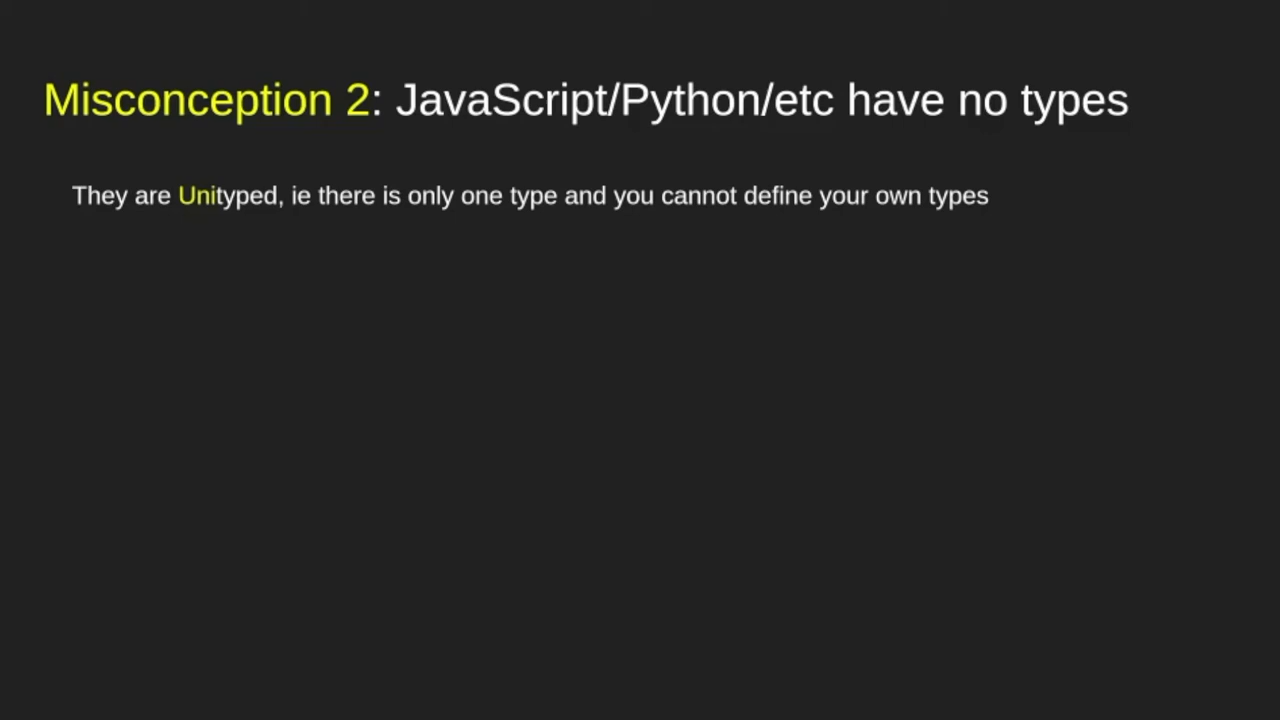 Misconception 2: JavaScript/Python/etc have no types
They are Unityped, ie there is only one type and you cannot define your own types